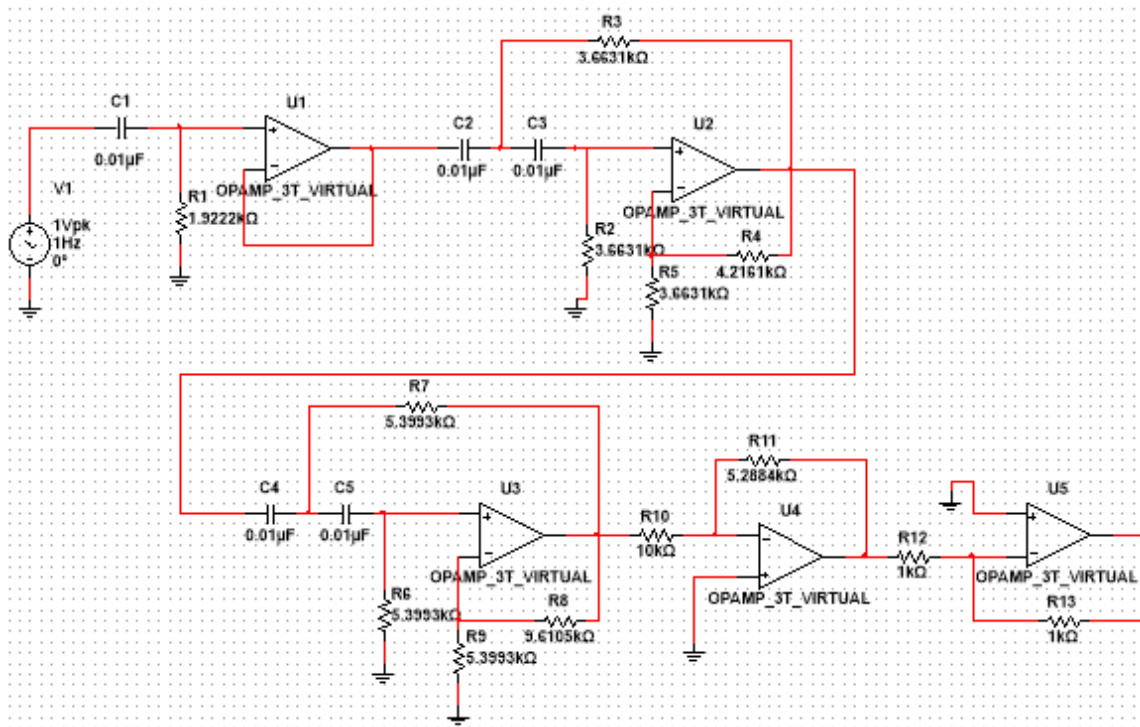 R3
3.6631kΩ
C1
0.01µF
U1
OPAMP_3T_VIRTUAL
R1
1.9222kΩ
V1
1Vpk
1Hz
0°
C2
0.01µF
C3
0.01µF
U2
OPAMP_3T_VIRTUAL
R2
3.6631kΩ
R4
4.2161kΩ
R5
3.6631kΩ
R7
5.3993kΩ
C4
0.01µF
C5
0.01µF
U3
OPAMP_3T_VIRTUAL
R6
5.3993kΩ
R8
9.6105kΩ
R9
5.3993kΩ
R10
10kΩ
R11
5.2884kΩ
U4
OPAMP_3T_VIRTUAL
R12
1kΩ
U5
OPAMP_3T_VIRTUAL
R13
1kΩ
+
−
+
−
+
−
+
−
−
+
+
−